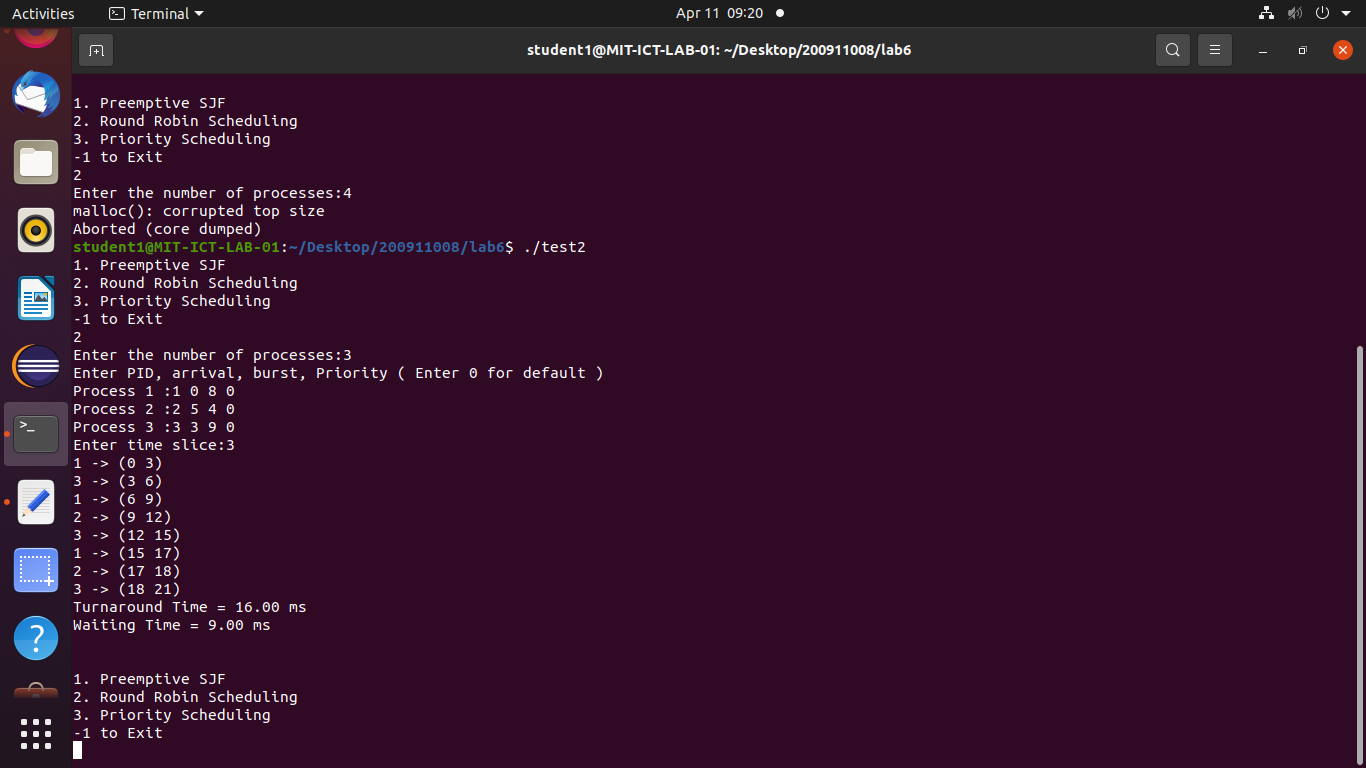 Activities Terminal Apr 11 09:20
student1@MIT-ICT-LAB-01: ~/Desktop/200911008/lab6
1. Preemptive SJF
2. Round Robin Scheduling
3. Priority Scheduling
-1 to Exit
2
Enter the number of processes:4
malloc(): corrupted top size
Aborted (core dumped)
student1@MIT-ICT-LAB-01:~/Desktop/200911008/lab6$ ./test2
1. Preemptive SJF
2. Round Robin Scheduling
3. Priority Scheduling
-1 to Exit
2
Enter the number of processes:3
Enter PID, arrival, burst, Priority ( Enter 0 for default )
Process 1 :1 0 8 0
Process 2 :2 5 4 0
Process 3 :3 3 9 0
Enter time slice:3
1 -> (0 3)
3 -> (3 6)
1 -> (6 9)
2 -> (9 12)
3 -> (12 15)
1 -> (15 17)
2 -> (17 18)
3 -> (18 21)
Turnaround Time = 16.00 ms
Waiting Time = 9.00 ms
1. Preemptive SJF
2. Round Robin Scheduling
3. Priority Scheduling
-1 to Exit